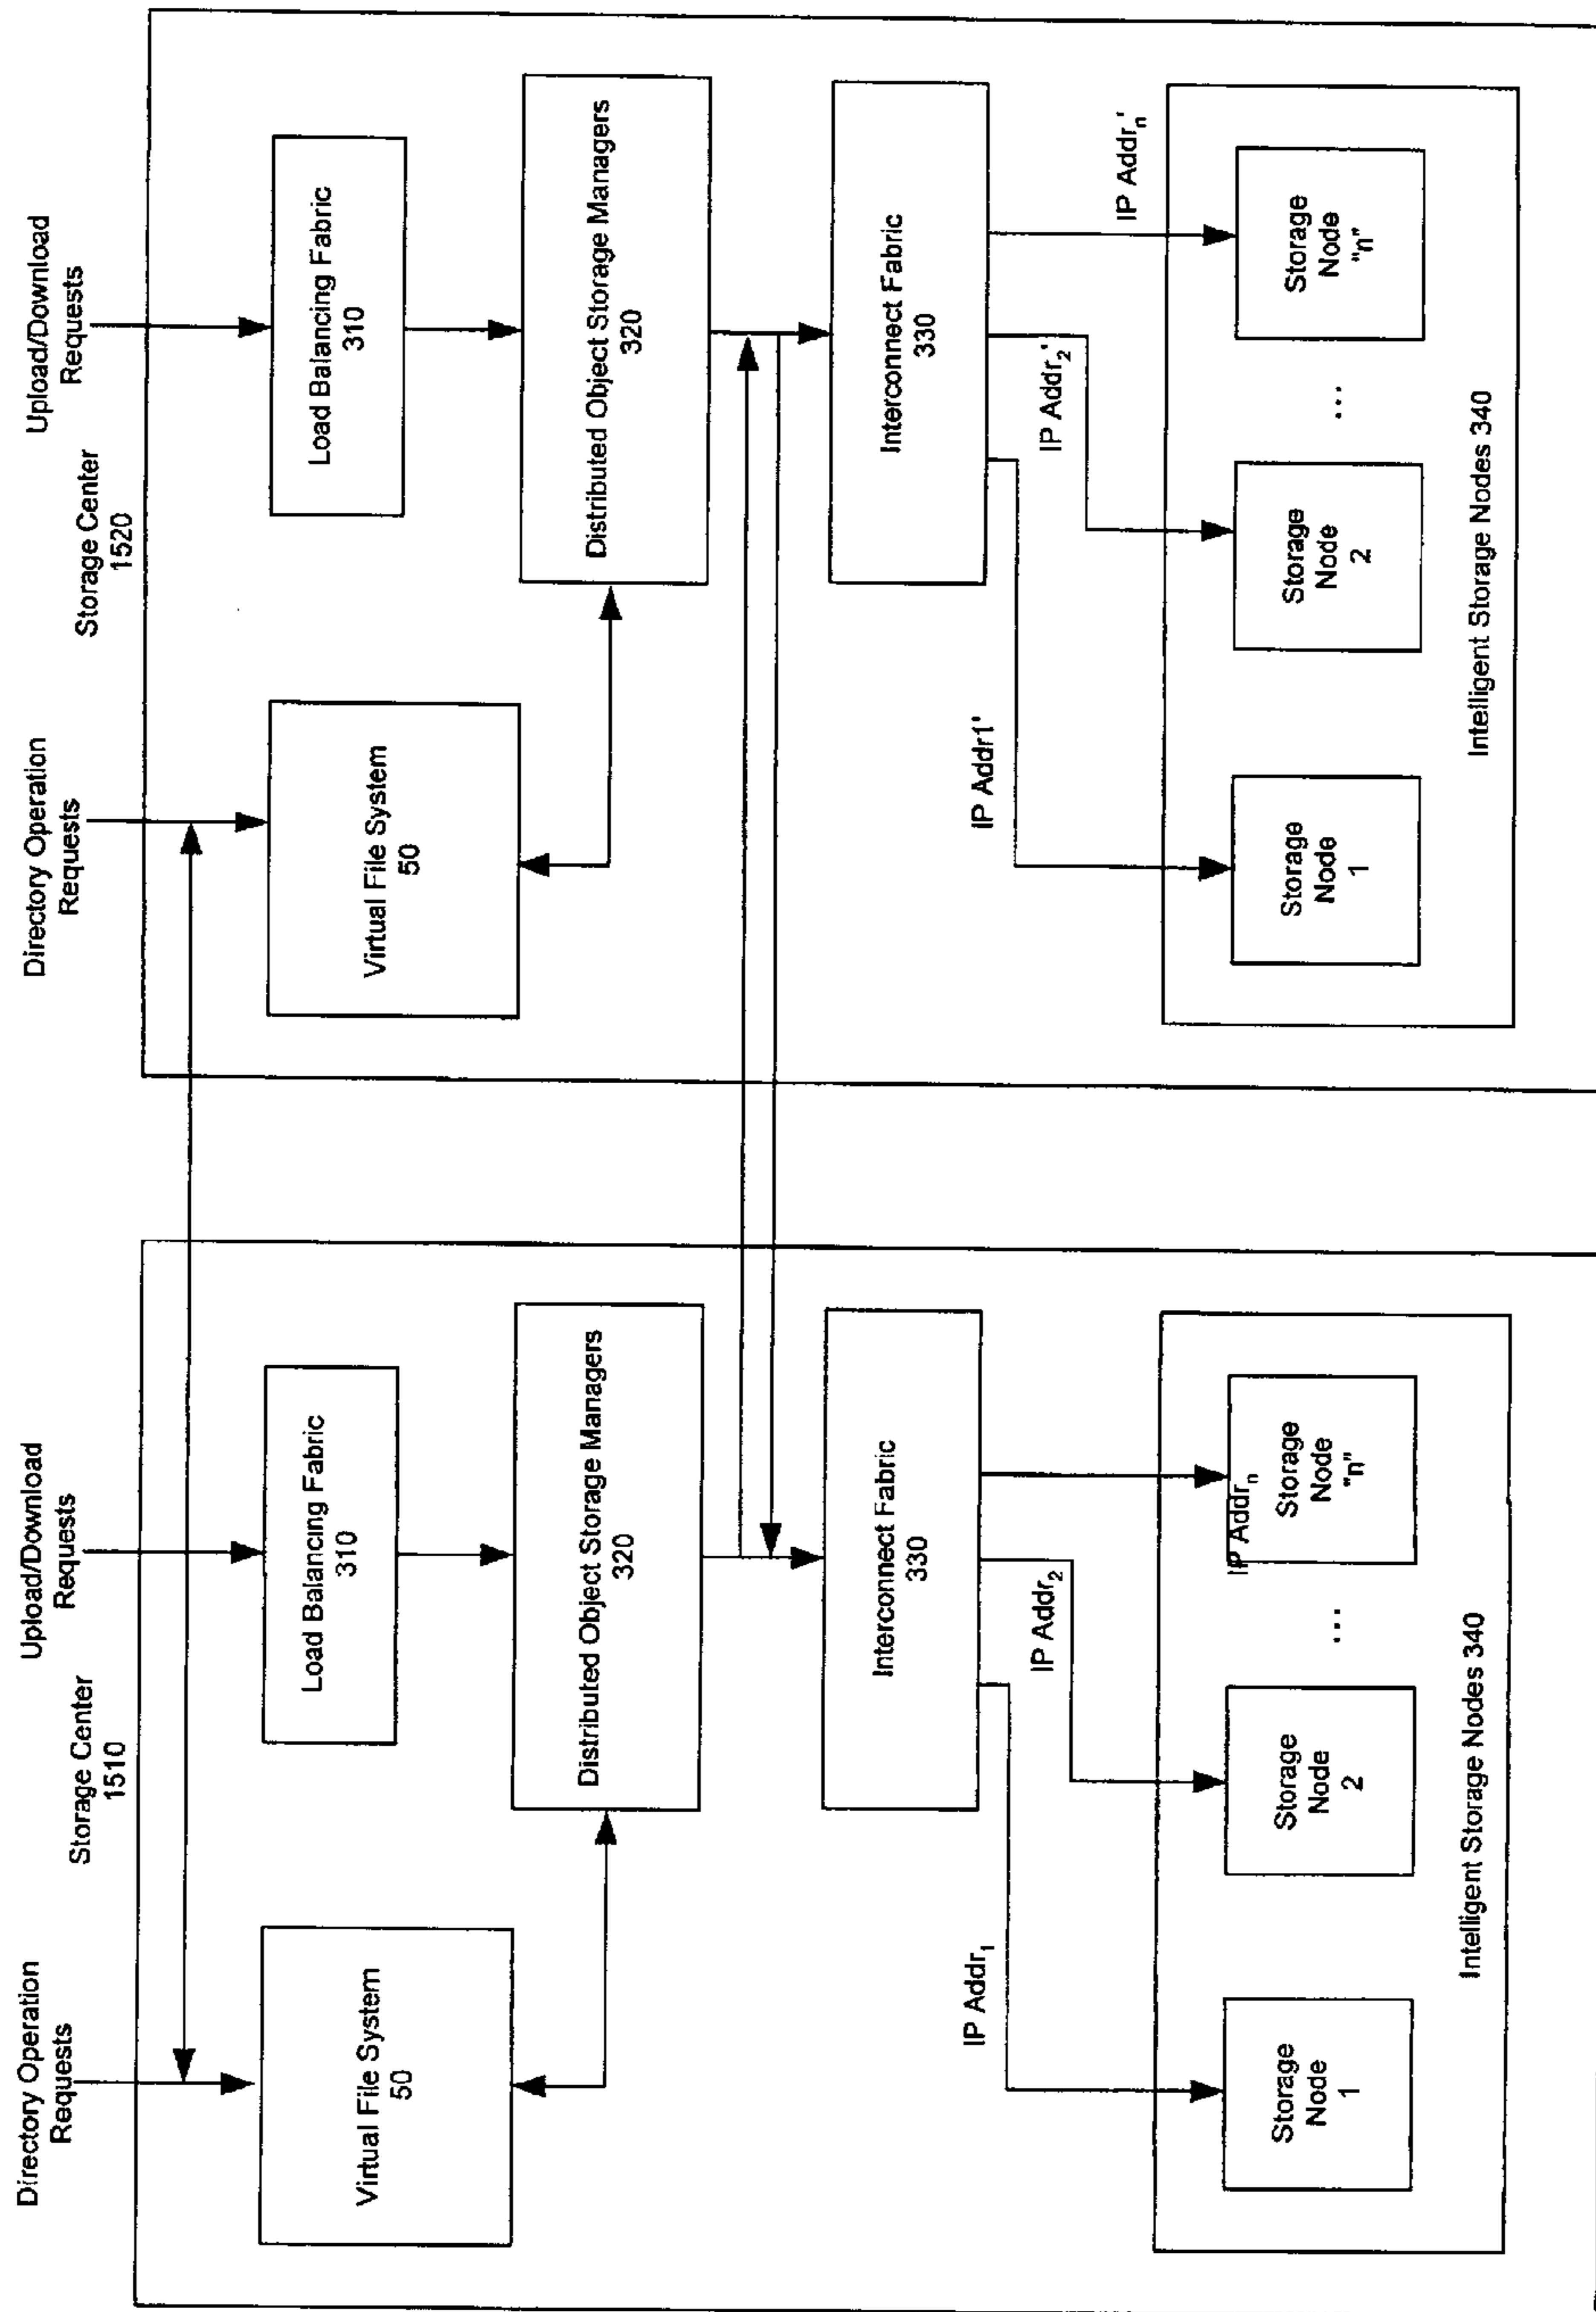 Directory Operation
Requests
Storage Center
1510
Upload/Download
Requests
Virtual File System
50
Load Balancing Fabric
310
Distributed Object Storage Managers
320
Interconnect Fabric
330
IP Addr1
IP Addr2
IP Addrn
Storage
Node
1
Storage
Node
2
...
Storage
Node
"n"
Intelligent Storage Nodes 340
Directory Operation
Requests
Storage Center
1520
Upload/Download
Requests
Virtual File System
50
Load Balancing Fabric
310
Distributed Object Storage Managers
320
Interconnect Fabric
330
IP Addr1'
IP Addr2'
IP Addrn'
Storage
Node
1
Storage
Node
2
...
Storage
Node
"n"
Intelligent Storage Nodes 340